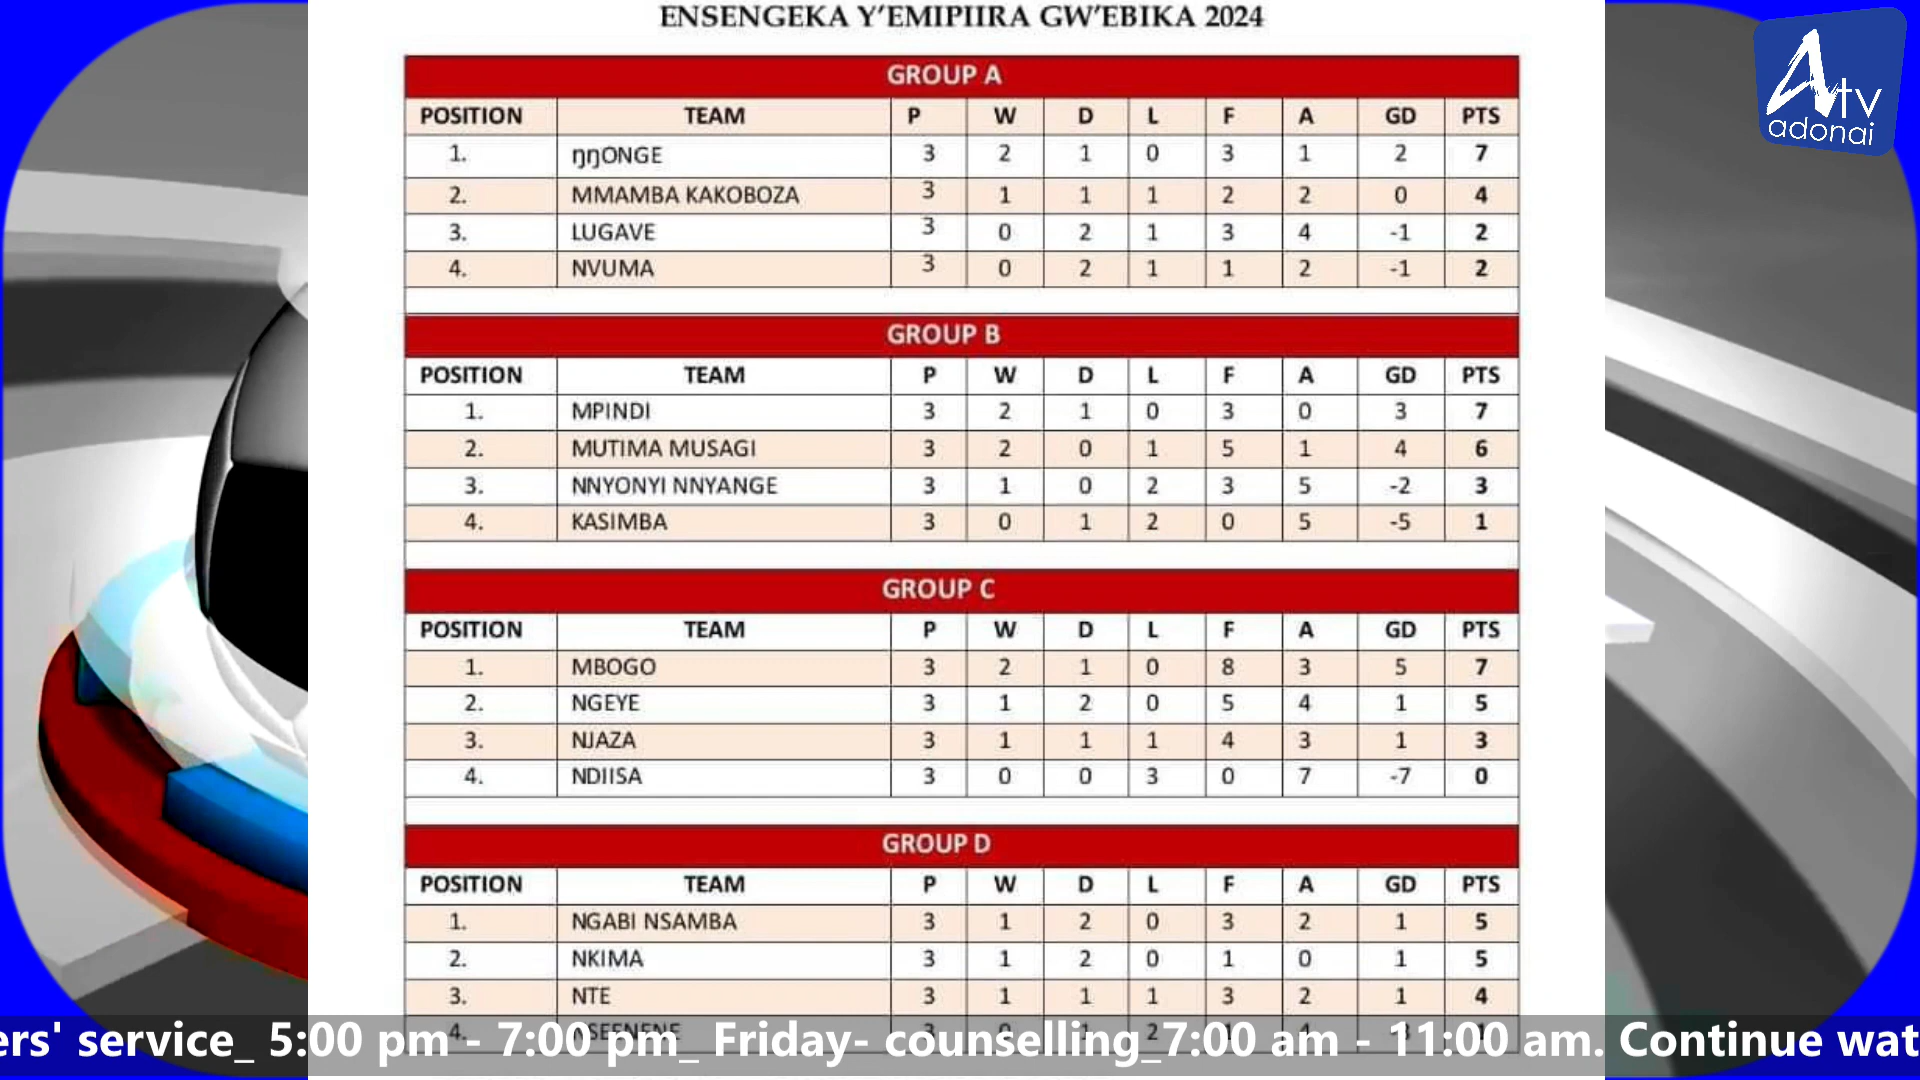 ENSENGEKA Y'EMIPIIRA GW'EBIKA 2024
Atv
adonai
GROUP A
POSITION TEAM P W D L F A GD PTS
1. ŋŋONGE 3 2 1 0 3 1 2 7
2. MMAMBA KAKOBOZA 3 1 1 1 2 2 0 4
3. LUGAVE 3 0 2 1 3 4 -1 2
4. NVUMA 3 0 2 1 1 2 -1 2
GROUP B
POSITION TEAM P W D L F A GD PTS
1. MPINDI 3 2 1 0 3 0 3 7
2. MUTIMA MUSAGI 3 2 0 1 5 1 4 6
3. NNYONYI NNYANGE 3 1 0 2 3 5 -2 3
4. KASIMBA 3 0 1 2 0 5 -5 1
GROUP C
POSITION TEAM P W D L F A GD PTS
1. MBOGO 3 2 1 0 8 3 5 7
2. NGEYE 3 1 2 0 5 4 1 5
3. NJAZA 3 1 1 1 4 3 1 3
4. NDIISA 3 0 0 3 0 7 -7 0
GROUP D
POSITION TEAM P W D L F A GD PTS
1. NGABI NSAMBA 3 1 2 0 3 2 1 5
2. NKIMA 3 1 2 0 1 0 1 5
3. NTE 3 1 1 1 3 2 1 4
4. 2
ers' service_ 5:00 pm - 7:00 pm_ Friday- counselling_7:00 am - 11:00 am. Continue wat